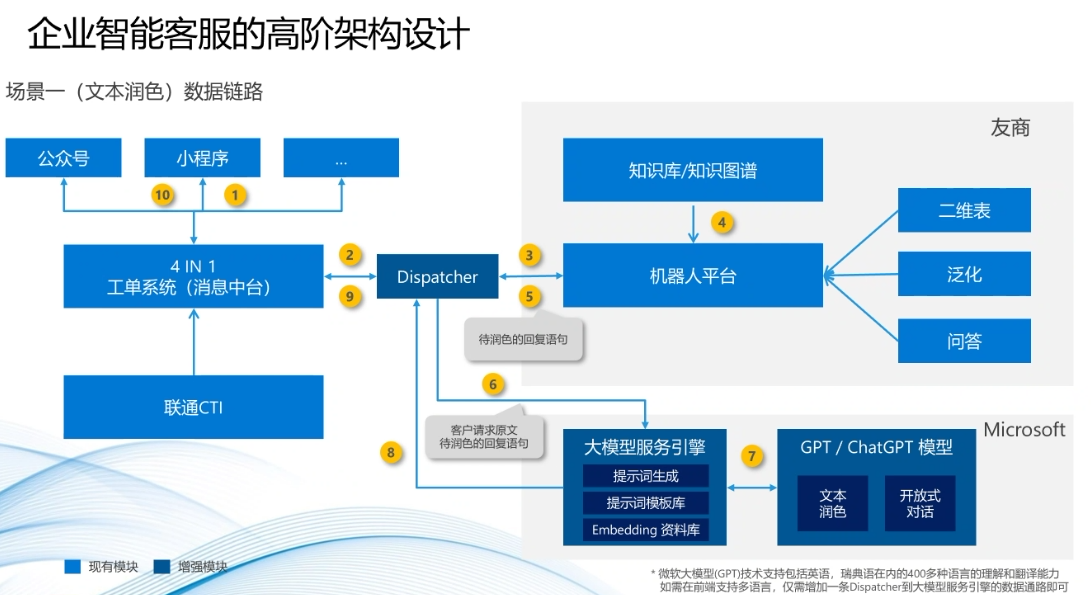 企业智能客服的高阶架构设计
场景一（文本润色）数据链路
友商
公众号
小程序
...
知识库/知识图谱
10
1
4
二维表
4 IN 1
工单系统（消息中台）
2
9
Dispatcher
3
5
机器人平台
泛化
待润色的回复语句
问答
联通CTI
6
客户请求原文
待润色的回复语句
8
Microsoft
大模型服务引擎
提示词生成
提示词模板库
Embedding 资料库
7
GPT / ChatGPT 模型
文本
润色
开放式
对话
现有模块
增强模块
* 微软大模型(GPT)技术支持包括英语，瑞典语在内的400多种语言的理解和翻译能力
如需在前端支持多语言，仅需增加一条Dispatcher到大模型服务引擎的数据通路即可